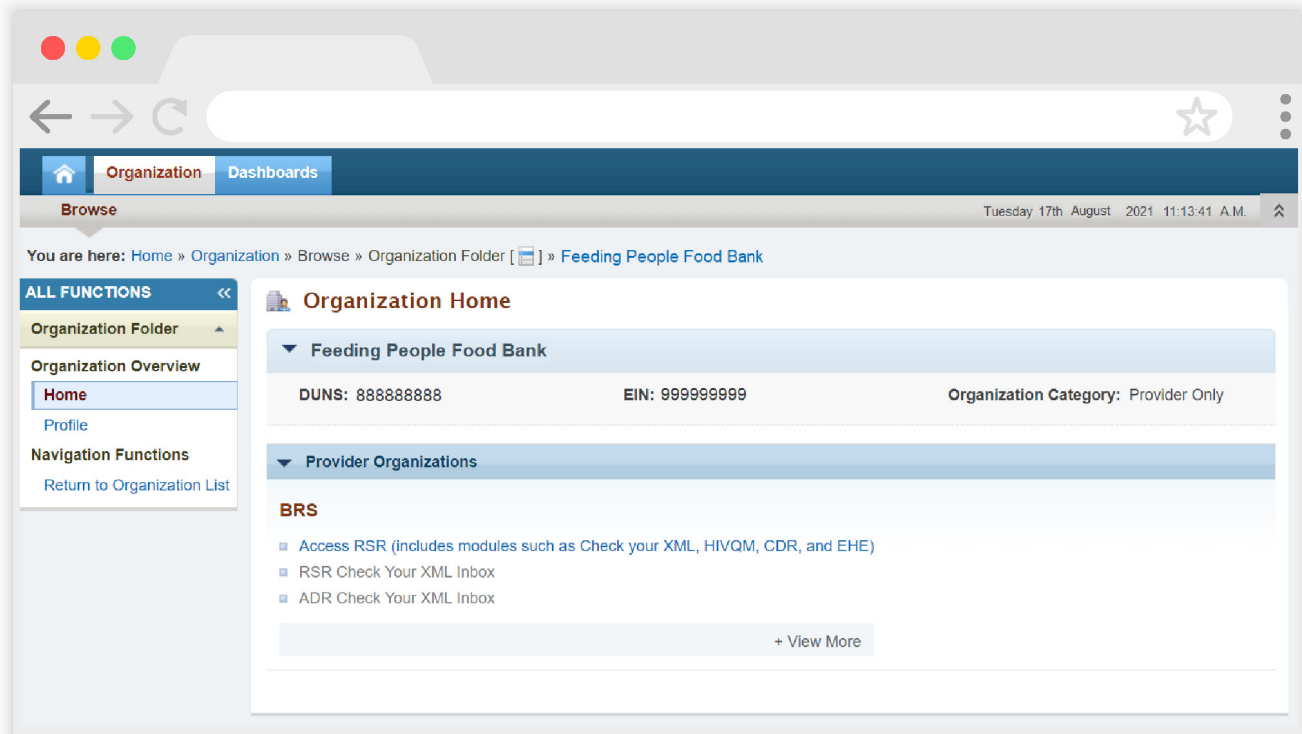 Organization Dashboards
Browse Tuesday 17th August 2021 11:13:41 A.M.
You are here: Home » Organization » Browse » Organization Folder [ ] » Feeding People Food Bank
ALL FUNCTIONS «
Organization Folder
Organization Overview
Home
Profile
Navigation Functions
Return to Organization List
Organization Home
Feeding People Food Bank
DUNS: 888888888 EIN: 999999999 Organization Category: Provider Only
Provider Organizations
BRS
Access RSR (includes modules such as Check your XML, HIVQM, CDR, and EHE)
RSR Check Your XML Inbox
ADR Check Your XML Inbox
+ View More